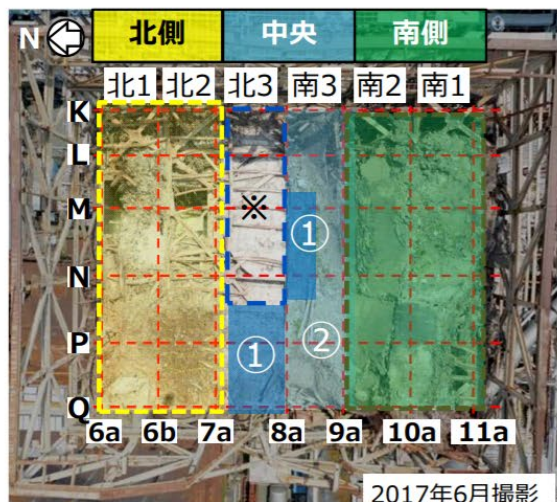 N 北側 中央 南側
北1 北2 北3 南3 南2 南1
K
L
M ※
①
N
P ① ②
Q
6a 6b 7a 8a 9a 10a 11a
2017年6月撮影